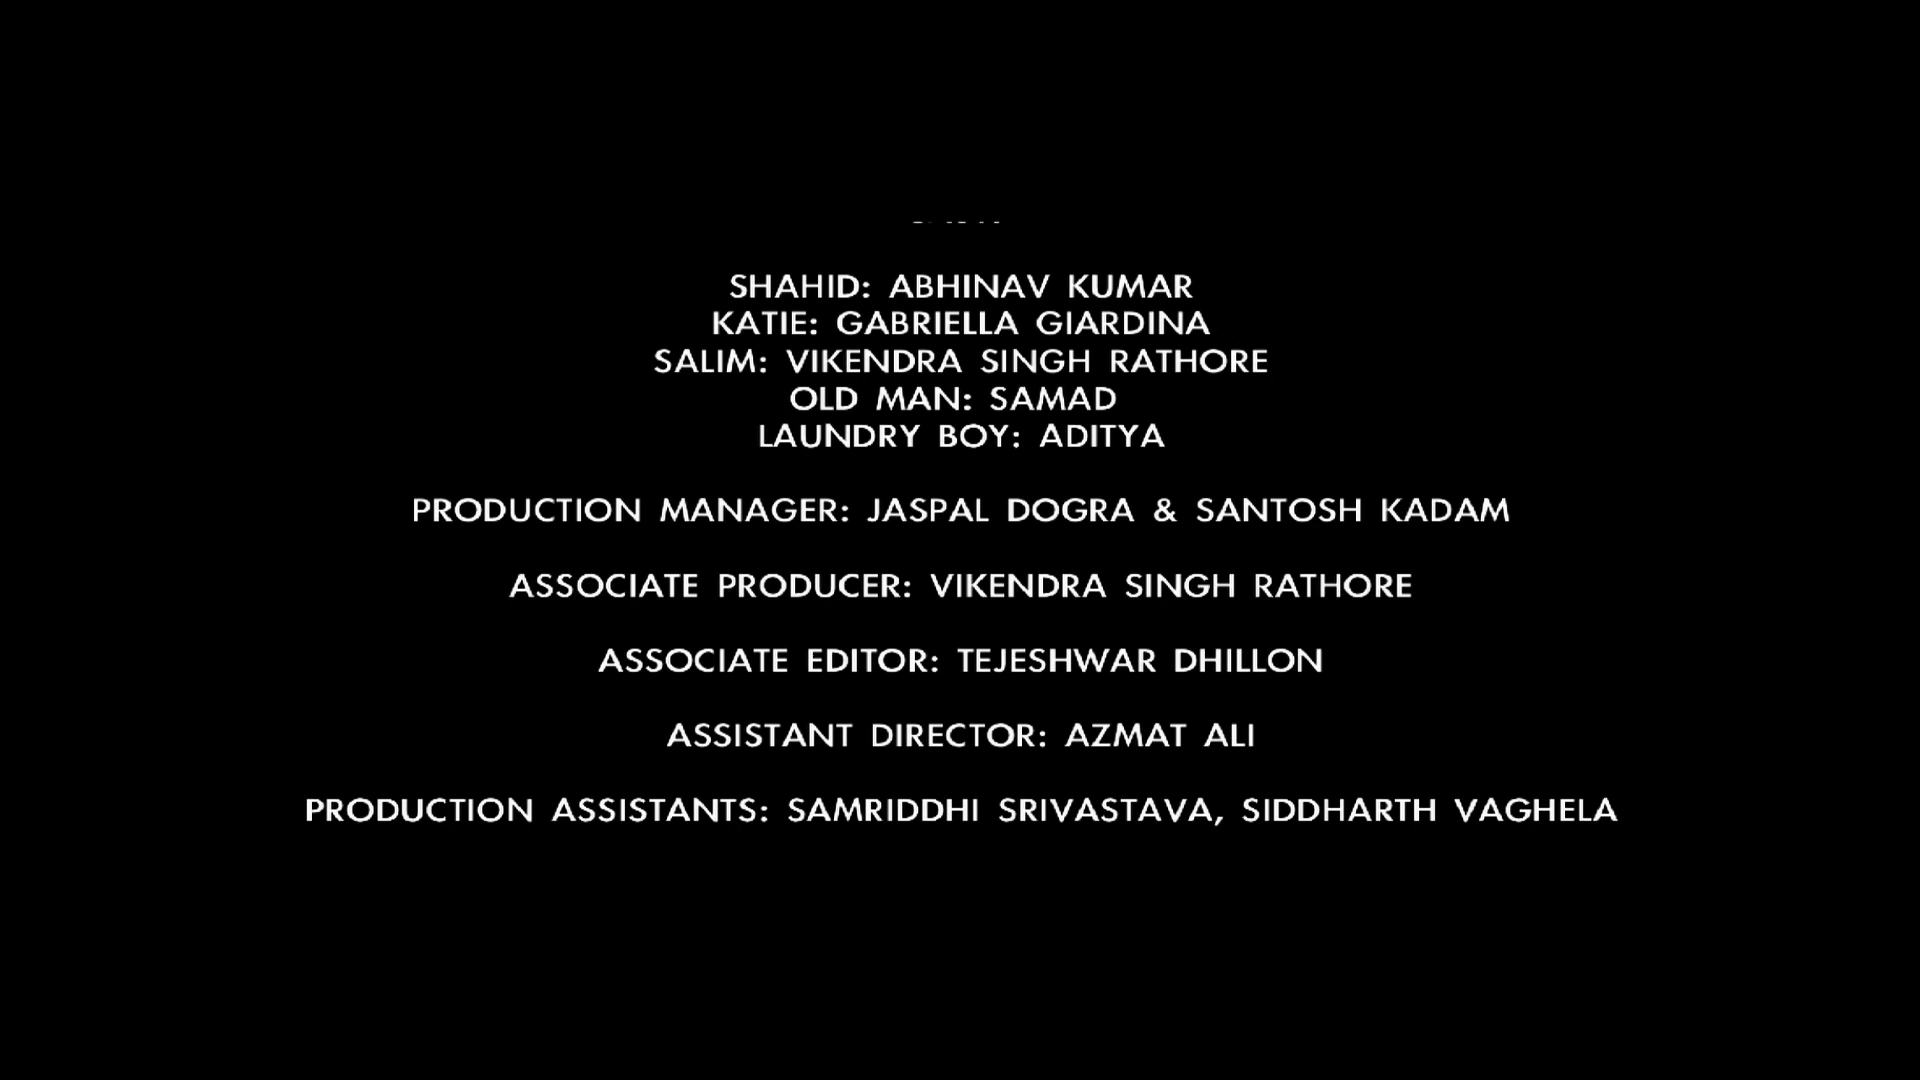 SHAHID: ABHINAV KUMAR
KATIE: GABRIELLA GIARDINA
SALIM: VIKENDRA SINGH RATHORE
OLD MAN: SAMAD
LAUNDRY BOY: ADITYA
PRODUCTION MANAGER: JASPAL DOGRA & SANTOSH KADAM
ASSOCIATE PRODUCER: VIKENDRA SINGH RATHORE
ASSOCIATE EDITOR: TEJESHWAR DHILLON
ASSISTANT DIRECTOR: AZMAT ALI
PRODUCTION ASSISTANTS: SAMRIDDHI SRIVASTAVA, SIDDHARTH VAGHELA